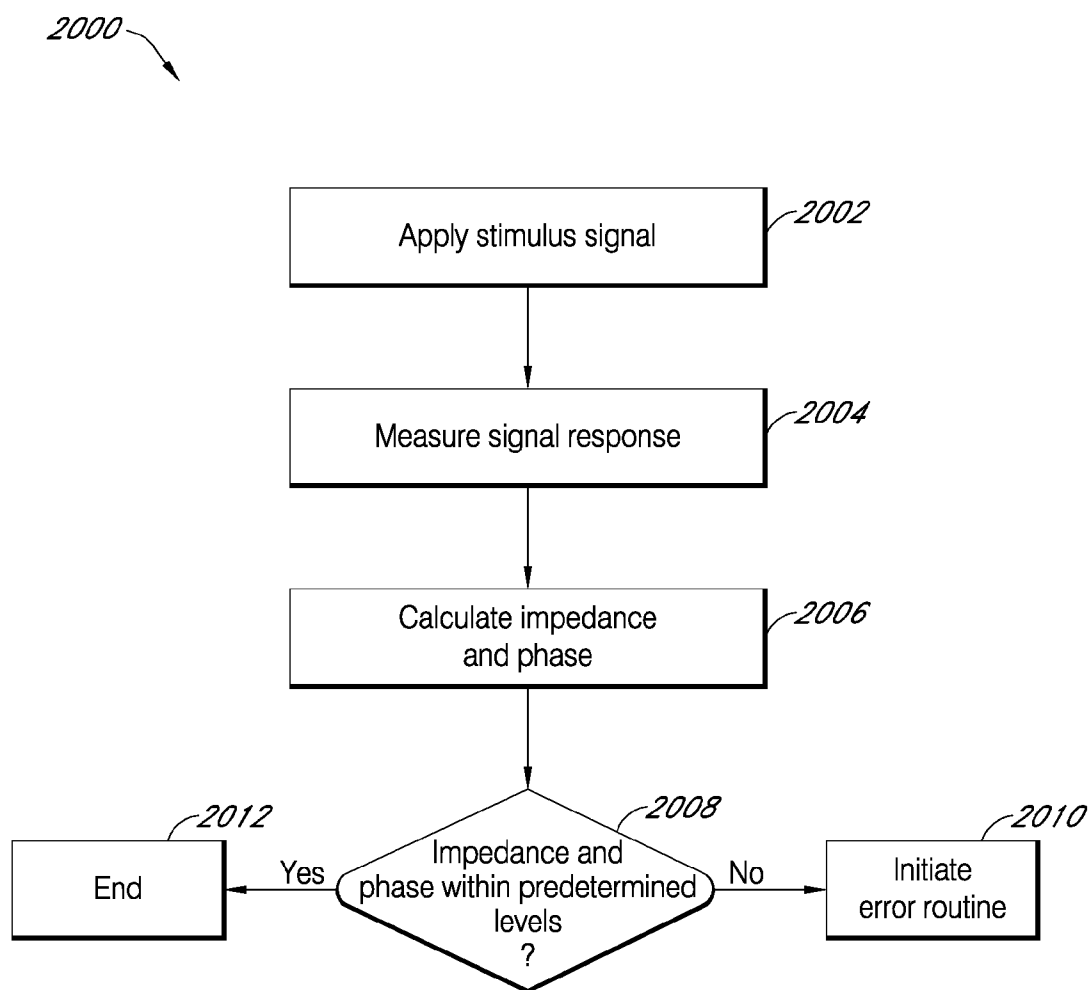 2000
Apply stimulus signal
2002
Measure signal response
2004
Calculate impedance
and phase
2006
2012
End
Yes
Impedance and
phase within predetermined
levels
?
2008
No
2010
Initiate
error routine